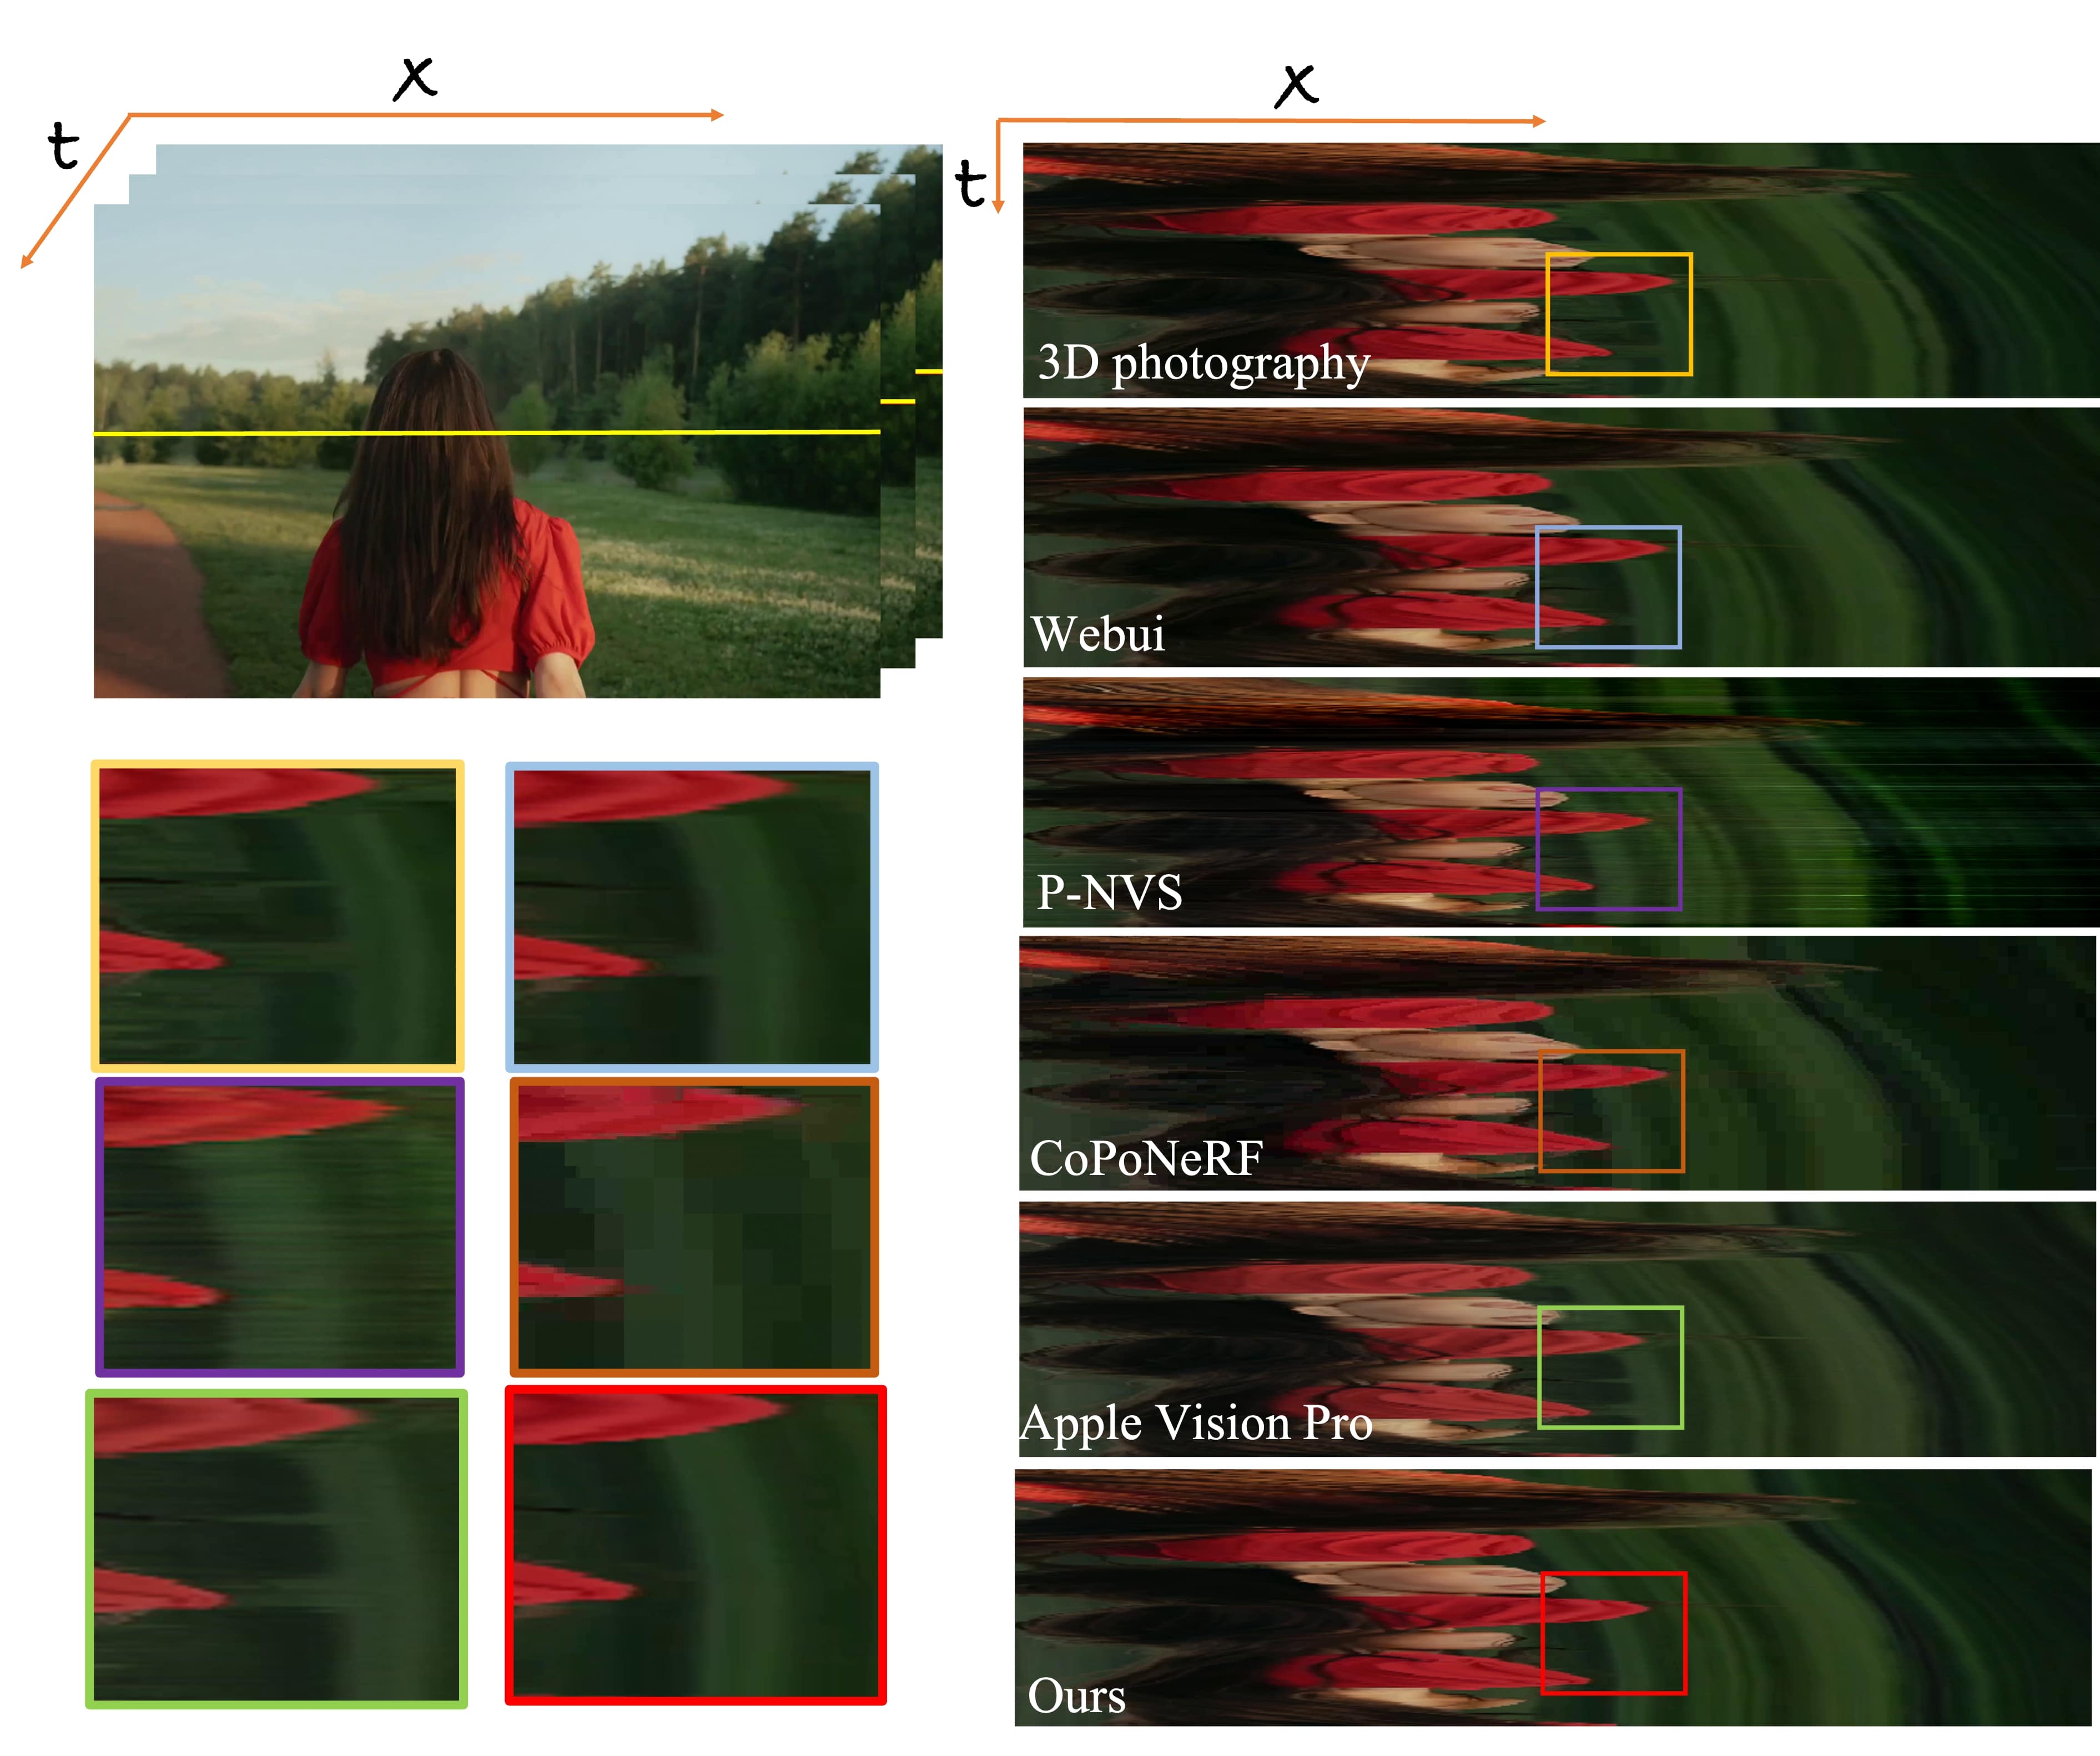 x
t
x
t
3D photography
Webui
P-NVS
CoPoNeRF
Apple Vision Pro
Ours